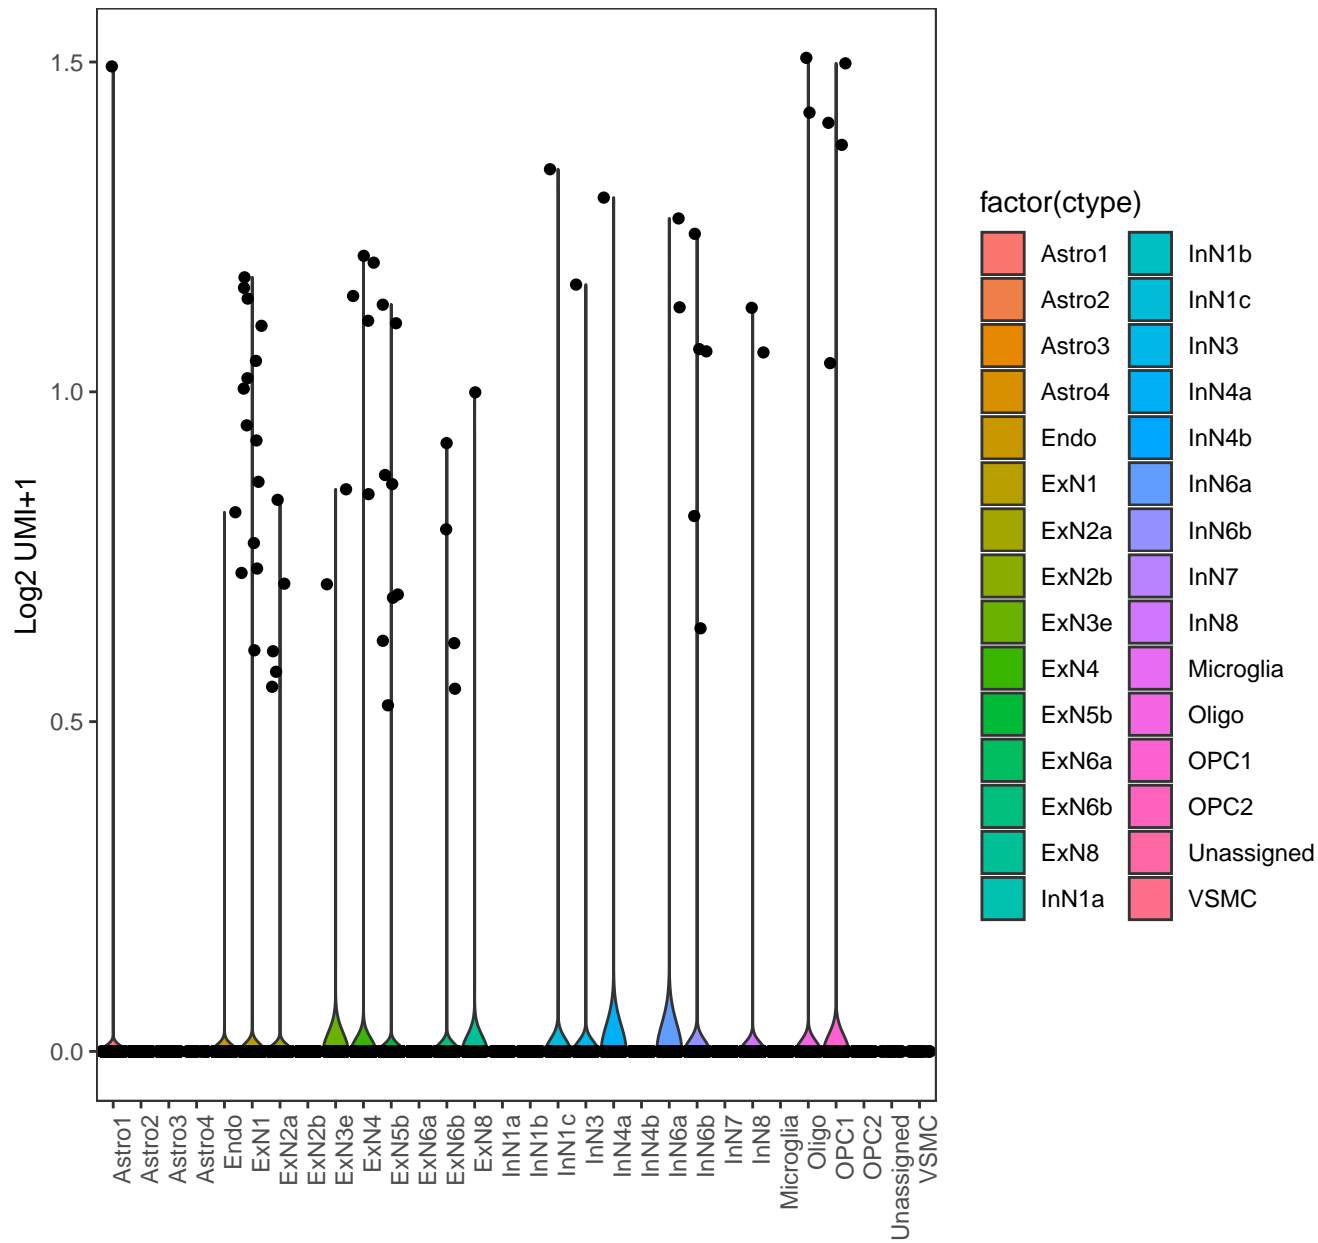 1.5
1.0
0.5
0.0
Log2 UMI+1
Astro1
Astro2
Astro3
Astro4
Endo
ExN1
ExN2a
ExN2b
ExN3e
ExN4
ExN5b
ExN6a
ExN6b
ExN8
InN1a
InN1b
InN1c
InN3
InN4a
InN4b
InN6a
InN6b
InN7
InN8
Microglia
Oligo
OPC1
OPC2
Unassigned
VSMC
factor(ctype)
Astro1
Astro2
Astro3
Astro4
Endo
ExN1
ExN2a
ExN2b
ExN3e
ExN4
ExN5b
ExN6a
ExN6b
ExN8
InN1a
InN1b
InN1c
InN3
InN4a
InN4b
InN6a
InN6b
InN7
InN8
Microglia
Oligo
OPC1
OPC2
Unassigned
VSMC